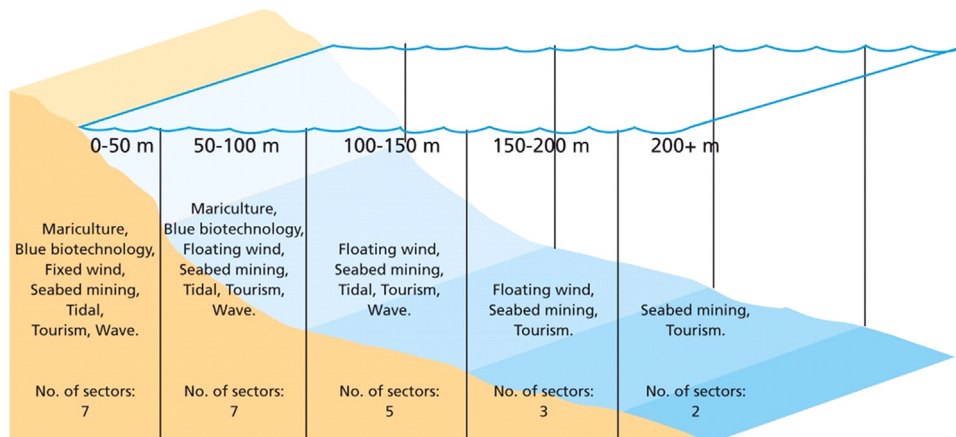 0-50 m
50-100 m
100-150 m
150-200 m
200+ m
Mariculture,
Blue biotechnology,
Fixed wind,
Seabed mining,
Tidal,
Tourism, Wave.
Mariculture,
Blue biotechnology,
Floating wind,
Seabed mining,
Tidal, Tourism,
Wave.
Floating wind,
Seabed mining,
Tidal, Tourism,
Wave.
Floating wind,
Seabed mining,
Tourism.
Seabed mining,
Tourism.
No. of sectors:
7
No. of sectors:
7
No. of sectors:
5
No. of sectors:
3
No. of sectors:
2